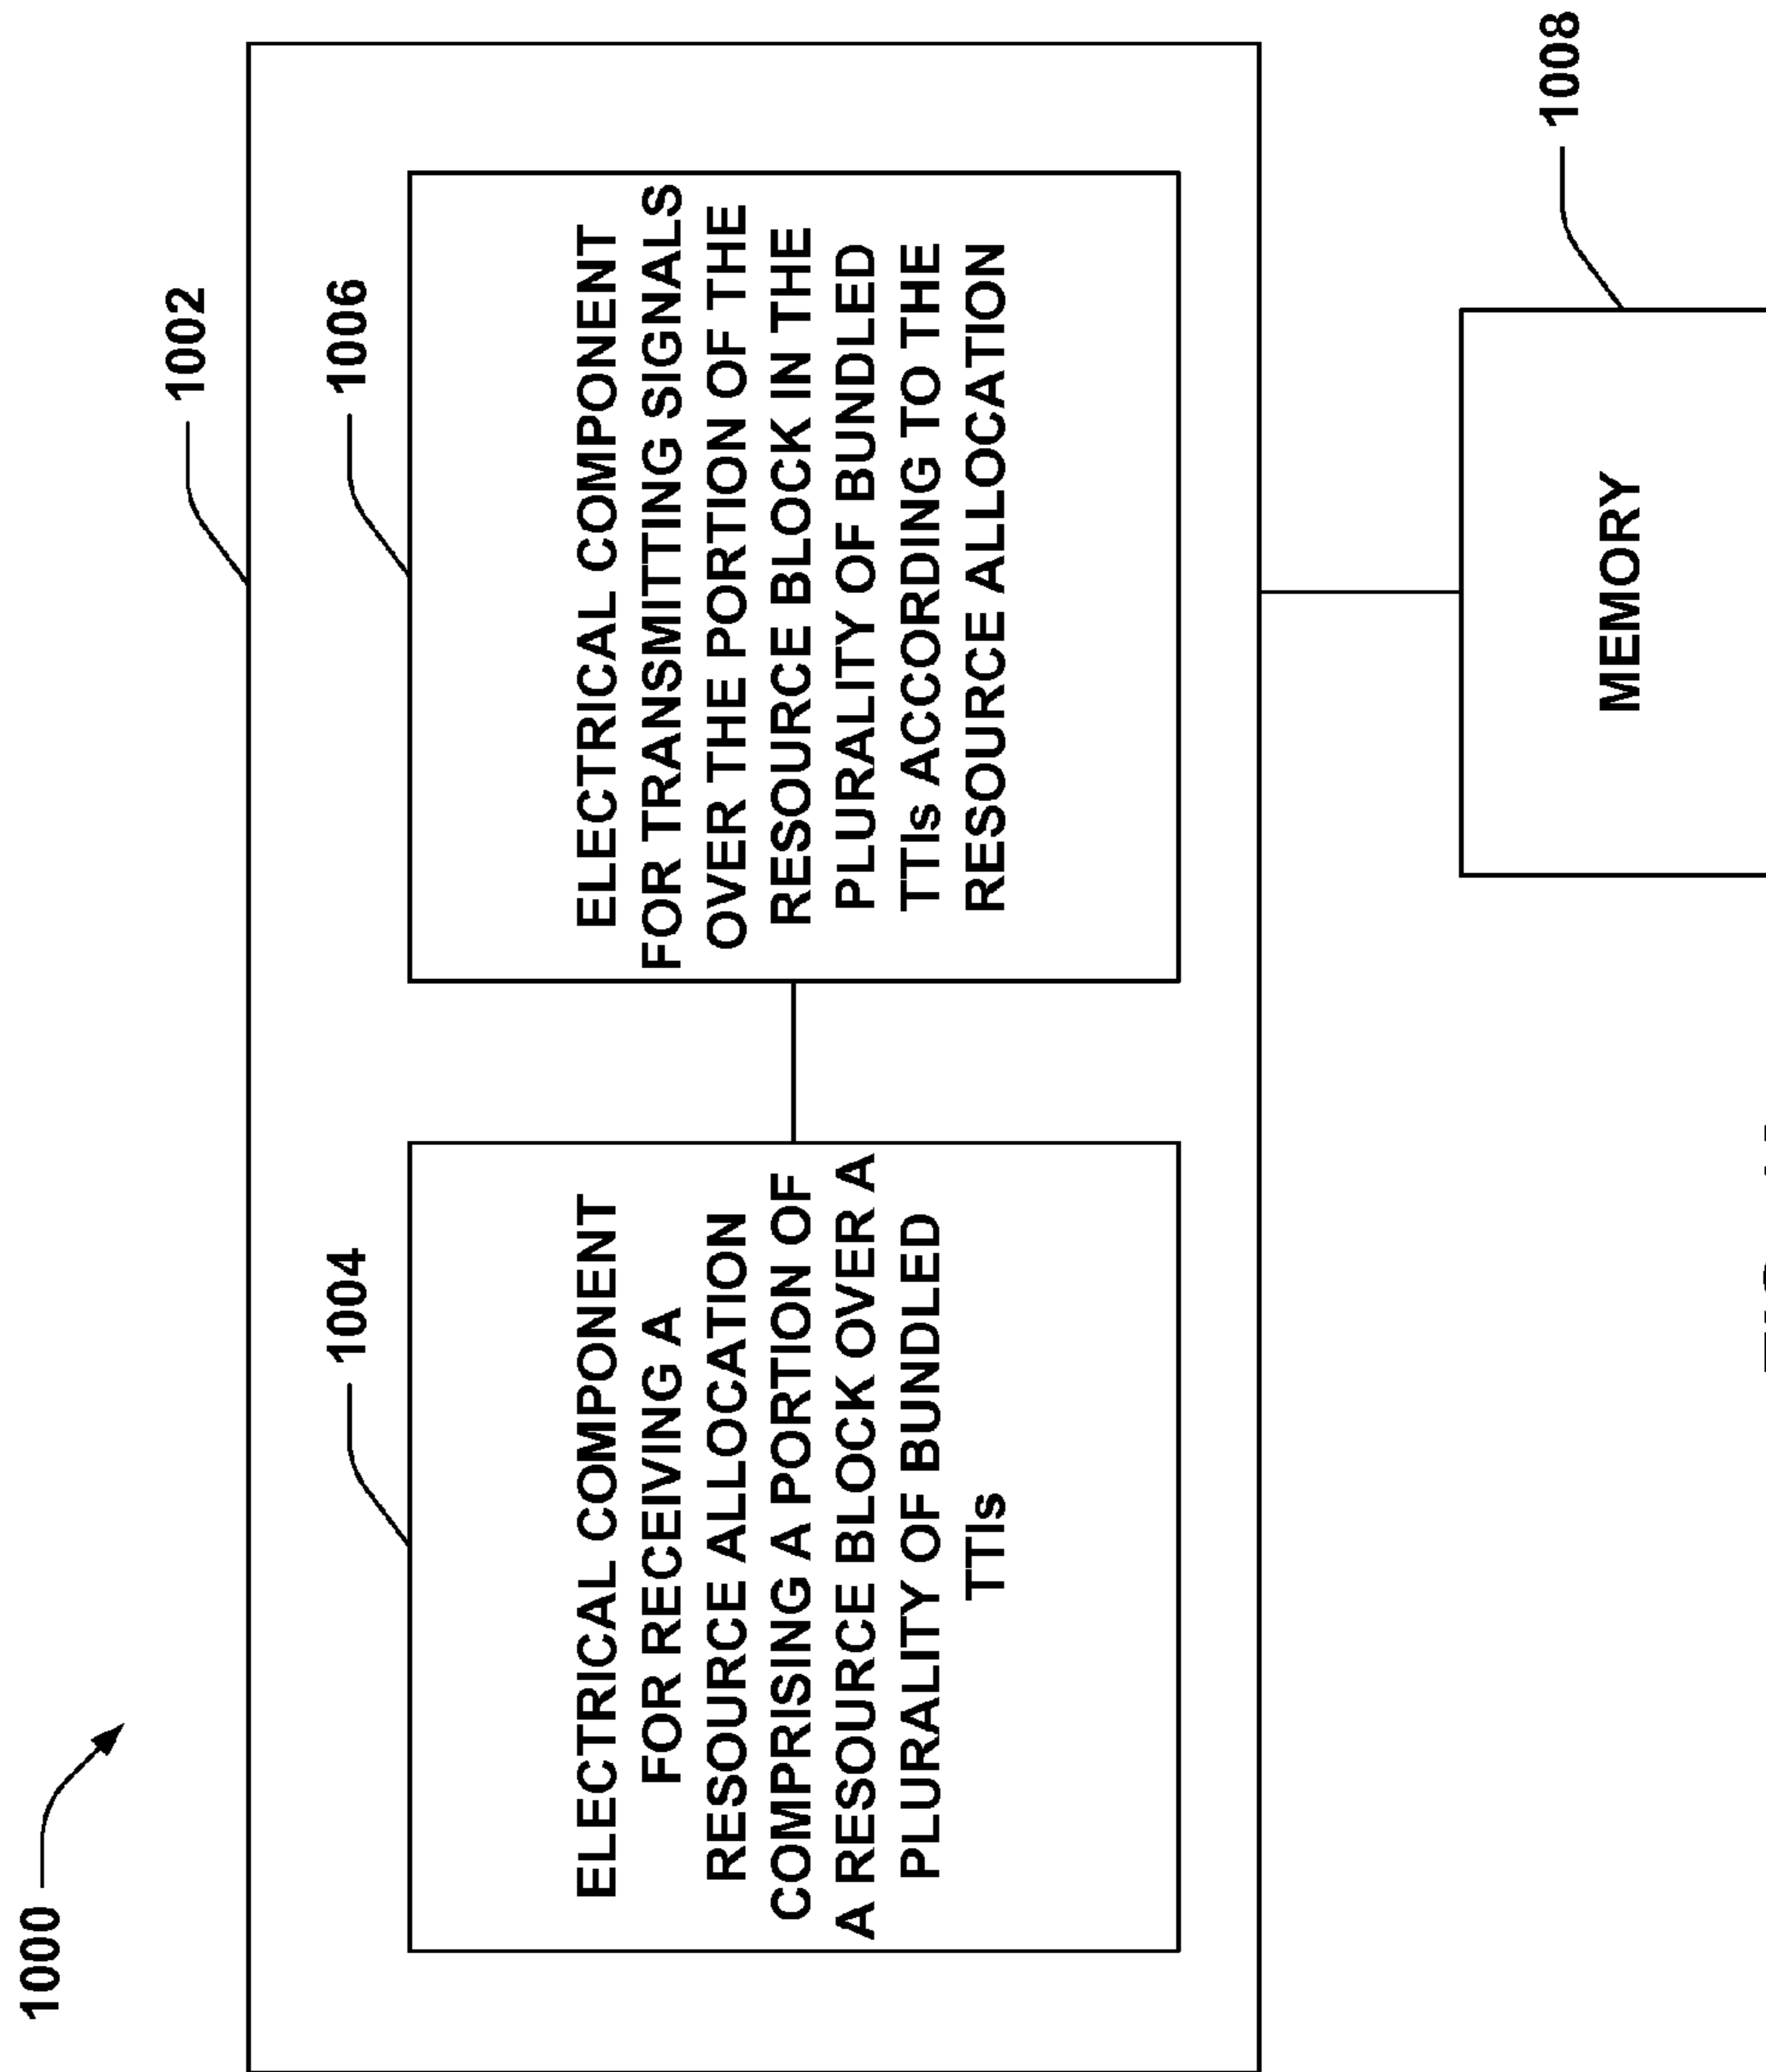 1000
1002
1004
ELECTRICAL COMPONENT
FOR RECEIVING A
RESOURCE ALLOCATION
COMPRISING A PORTION OF
A RESOURCE BLOCK OVER A
PLURALITY OF BUNDLED
TTIs
1006
ELECTRICAL COMPONENT
FOR TRANSMITTING SIGNALS
OVER THE PORTION OF THE
RESOURCE BLOCK IN THE
PLURALITY OF BUNDLED
TTIs ACCORDING TO THE
RESOURCE ALLOCATION
1008
MEMORY